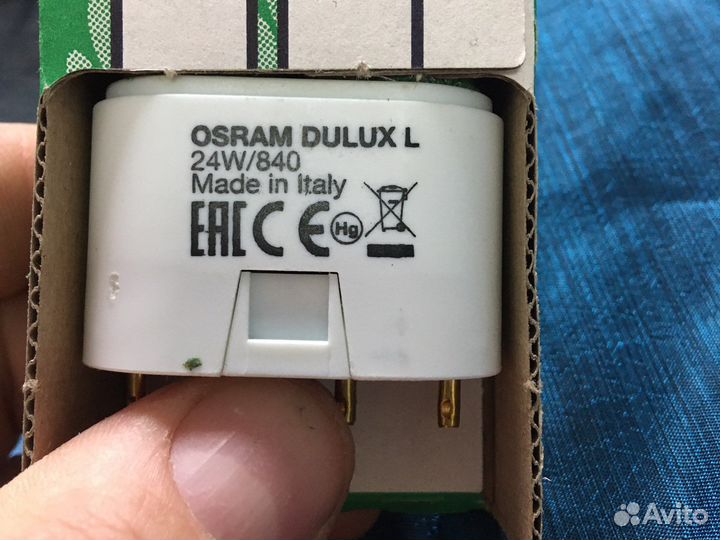 OSRAM DULUX L
24W/840
Made in Italy
EAC CE Hg
Avito